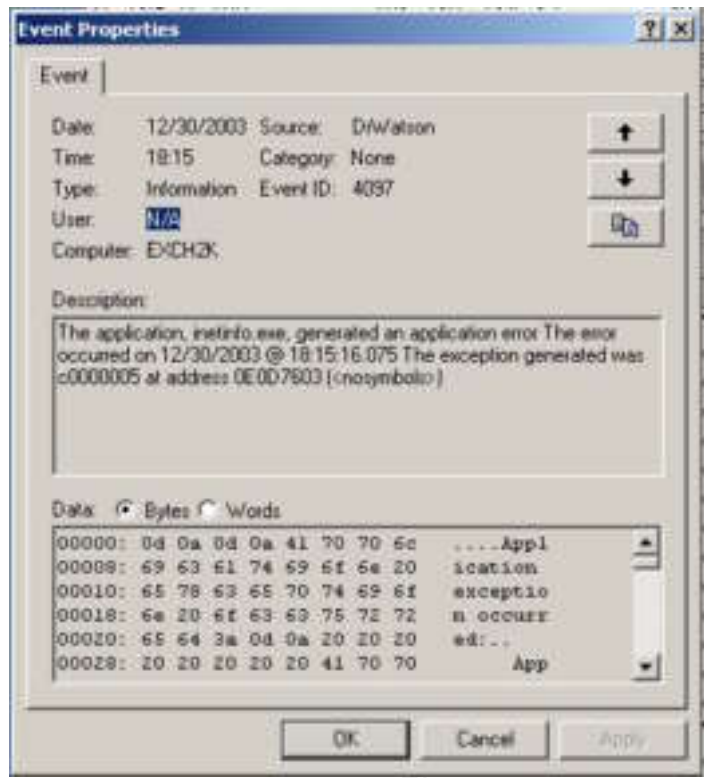 Event Properties
Event
Date: 12/30/2003 Source: DrWatson
Time: 18:15 Category: None
Type: Information Event ID: 4097
User: N/A
Computer: EXCH2K
Description:
The application, inetinfo.exe, generated an application error The error
occurred on 12/30/2003 @ 18:15:16.075 The exception generated was
c0000005 at address 0E0D7603 (<nosymbols>)
Data: Bytes Words
00000: 0d 0a 0d 0a 41 70 70 6c ....Appl
00008: 69 63 61 74 69 6f 6e 20 ication
00010: 65 78 63 65 70 74 69 6f exceptio
00018: 6e 20 6f 63 63 75 72 72 n occurr
00020: 65 64 3a 0d 0a 20 20 20 ed:..
00028: 20 20 20 20 20 41 70 70 App
OK Cancel Apply